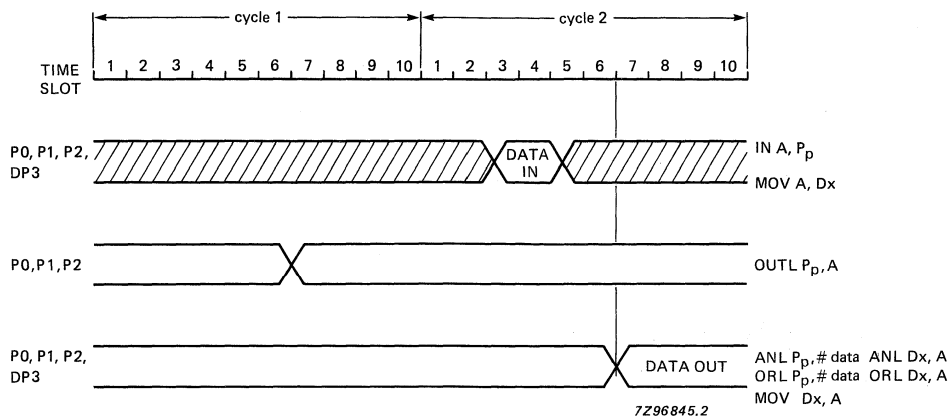 cycle 1 cycle 2
TIME SLOT 1 2 3 4 5 6 7 8 9 10 1 2 3 4 5 6 7 8 9 10
P0, P1, P2, DP3
DATA IN
IN A, Pp
MOV A, Dx
P0,P1,P2
OUTL Pp, A
P0, P1, P2, DP3
DATA OUT
ANL Pp, # data ANL Dx, A
ORL Pp, # data ORL Dx, A
MOV Dx, A
7Z96845.2